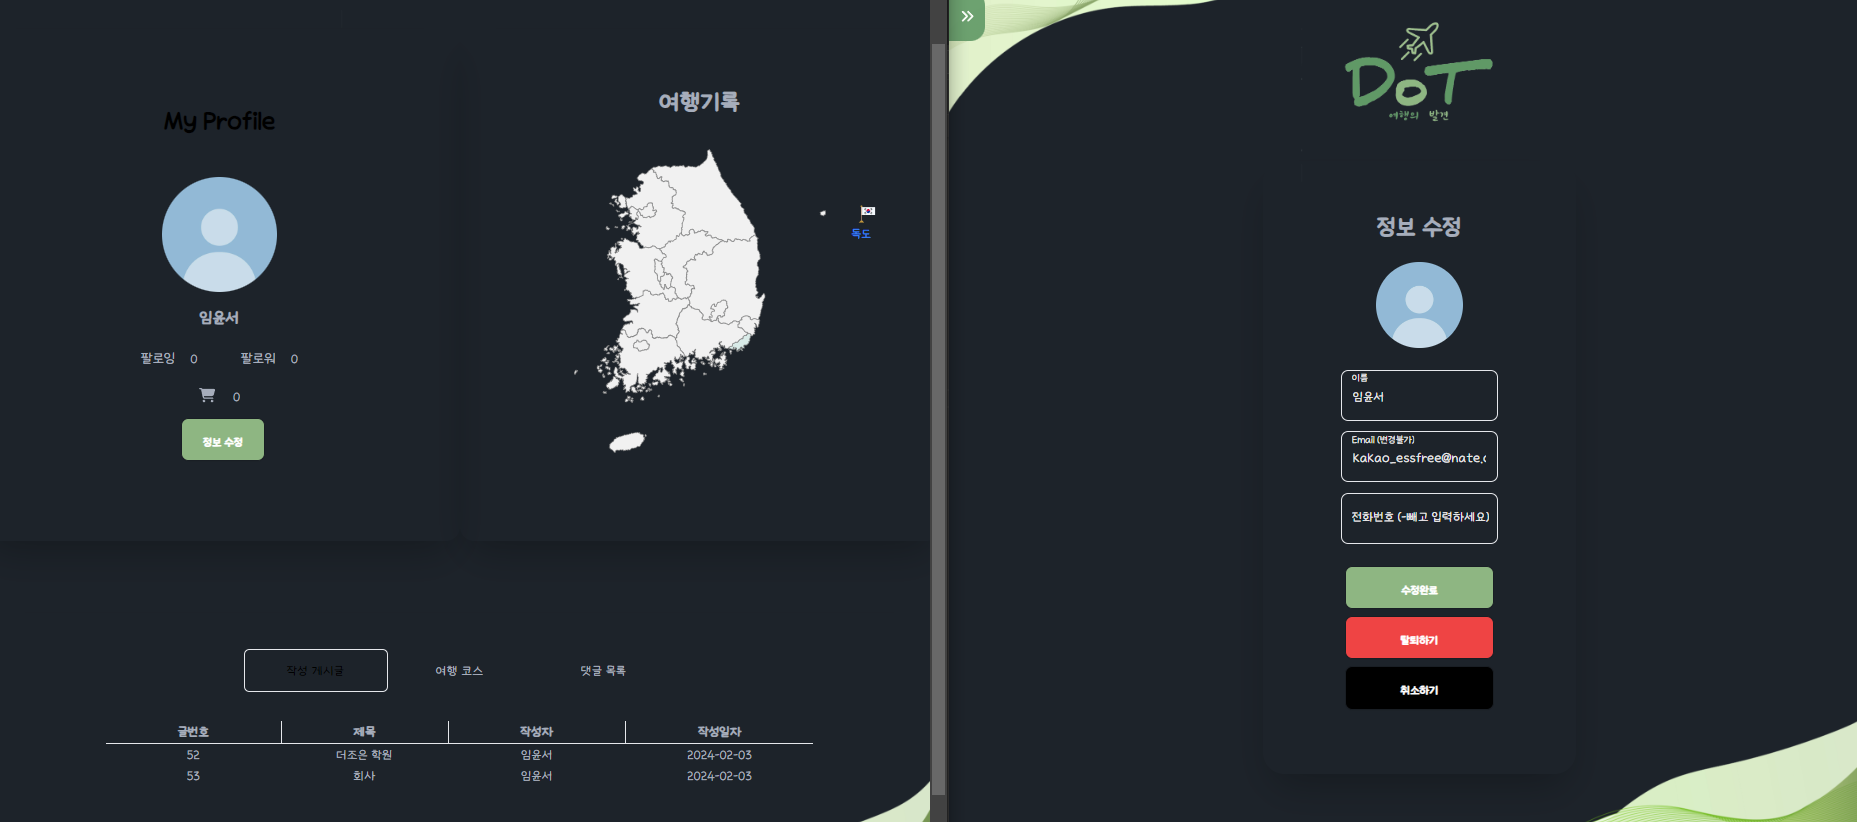 My Profile
임윤서
팔로잉 0 팔로워 0
0
정보 수정
여행기록
독도
작성 게시글 여행 코스 댓글 목록
글번호 제목 작성자 작성일자
52 더조은 학원 임윤서 2024-02-03
53 회사 임윤서 2024-02-03
DoT
여행의 발견
정보 수정
이름
임윤서
Email (변경불가)
kakao_essfree@nate.c
전화번호 (-빼고 입력하세요)
수정완료
탈퇴하기
취소하기